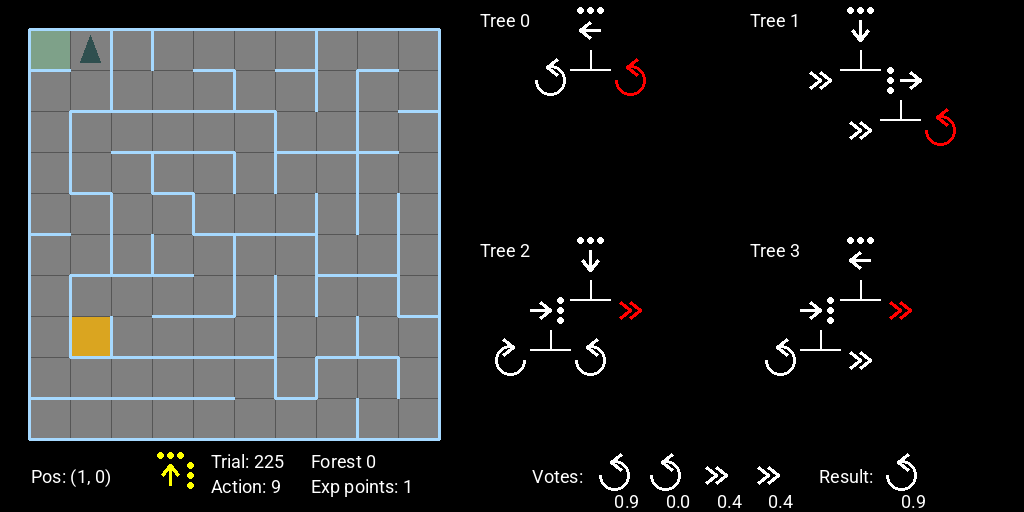 Tree 0
Tree 1
Tree 2
Tree 3
Pos: (1, 0)
Trial: 225
Forest 0
Action: 9
Exp points: 1
Votes:
Result:
0.9
0.0
0.4
0.4
0.9